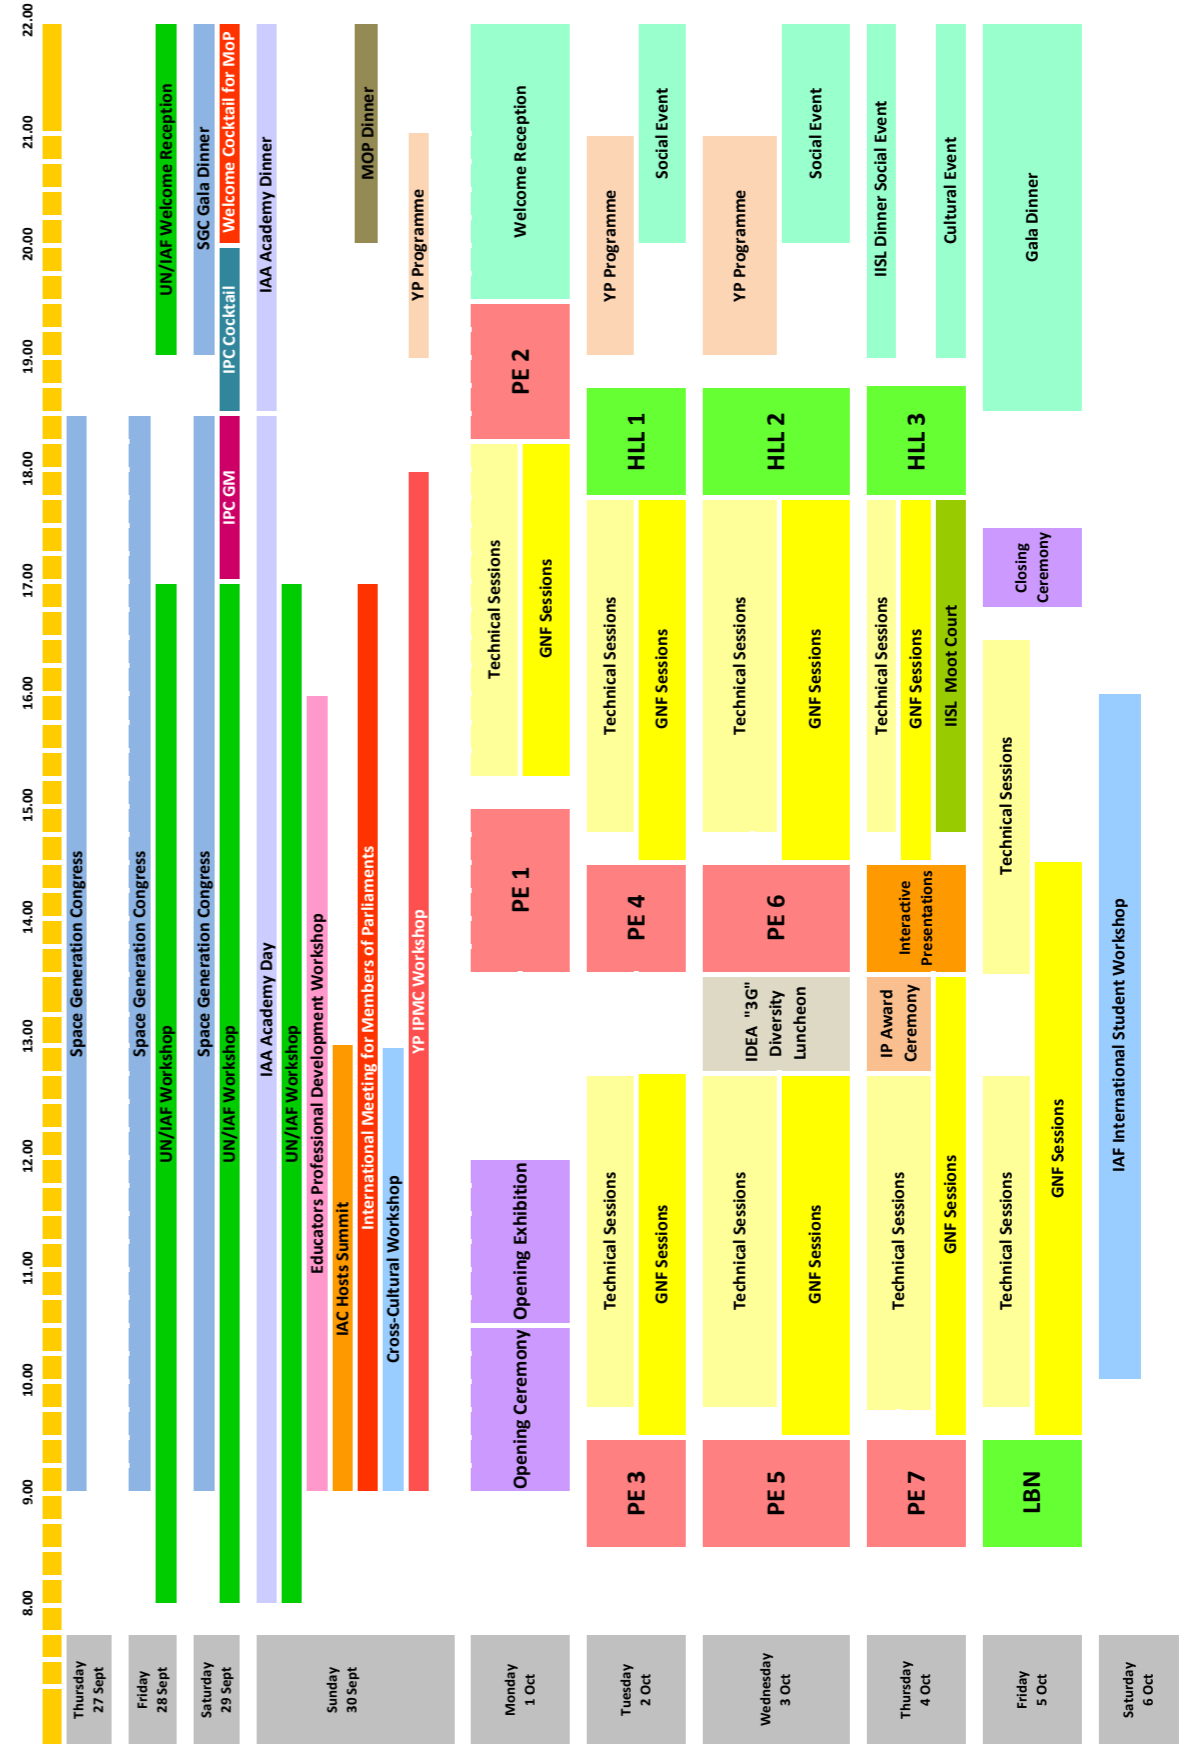 8.00
9.00
10.00
11.00
12.00
13.00
14.00
15.00
16.00
17.00
18.00
19.00
20.00
21.00
22.00
Thursday
27 Sept
Space Generation Congress
Friday
28 Sept
Space Generation Congress
UN/IAF Workshop
UN/IAF Welcome Reception
Saturday
29 Sept
Space Generation Congress
SGC Gala Dinner
UN/IAF Workshop
IPC GM
IPC Cocktail
Welcome Cocktail for MoP
Sunday
30 Sept
IAA Academy Day
IAA Academy Dinner
UN/IAF Workshop
Educators Professional Development Workshop
IAC Hosts Summit
International Meeting for Members of Parliaments
MOP Dinner
Cross-Cultural Workshop
YP IPMC Workshop
YP Programme
Monday
1 Oct
Opening Ceremony
Opening Exhibition
PE 1
Technical Sessions
GNF Sessions
PE 2
Welcome Reception
Tuesday
2 Oct
PE 3
Technical Sessions
GNF Sessions
PE 4
Technical Sessions
GNF Sessions
HLL 1
YP Programme
Social Event
Wednesday
3 Oct
PE 5
Technical Sessions
GNF Sessions
IDEA "3G"
Diversity
Luncheon
PE 6
Technical Sessions
GNF Sessions
HLL 2
YP Programme
Social Event
Thursday
4 Oct
PE 7
Technical Sessions
GNF Sessions
IP Award
Ceremony
Interactive
Presentations
Technical Sessions
GNF Sessions
IISL Moot Court
HLL 3
IISL Dinner Social Event
Cultural Event
Friday
5 Oct
LBN
Technical Sessions
GNF Sessions
Technical Sessions
Closing
Ceremony
Gala Dinner
Saturday
6 Oct
IAF International Student Workshop